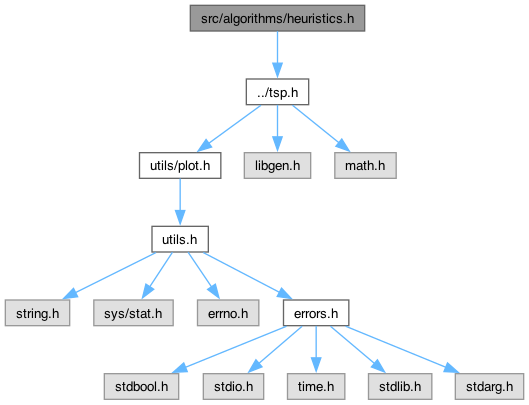 src/algorithms/heuristics.h
../tsp.h
utils/plot.h
libgen.h
math.h
utils.h
string.h
sys/stat.h
errno.h
errors.h
stdbool.h
stdio.h
time.h
stdlib.h
stdarg.h